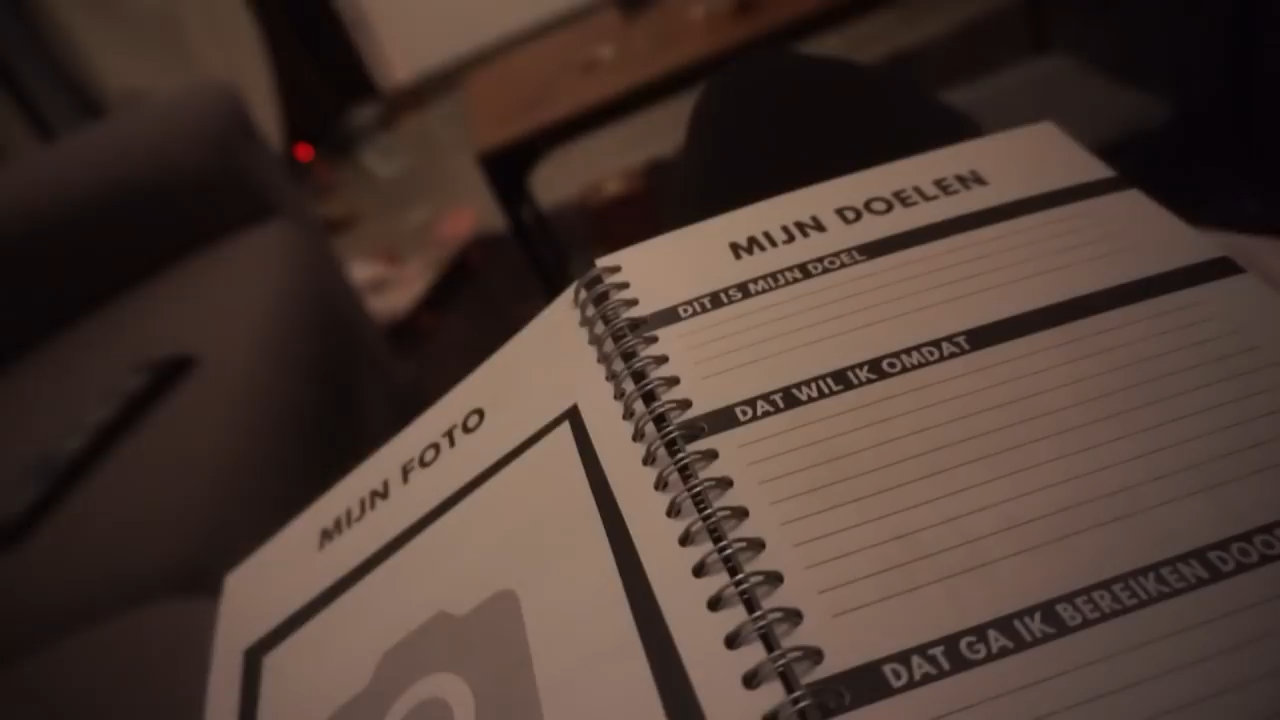 MIJN FOTO
MIJN DOELEN
DIT IS MIJN DOEL
DAT WIL IK OMDAT
DAT GA IK BEREIKEN DOOR